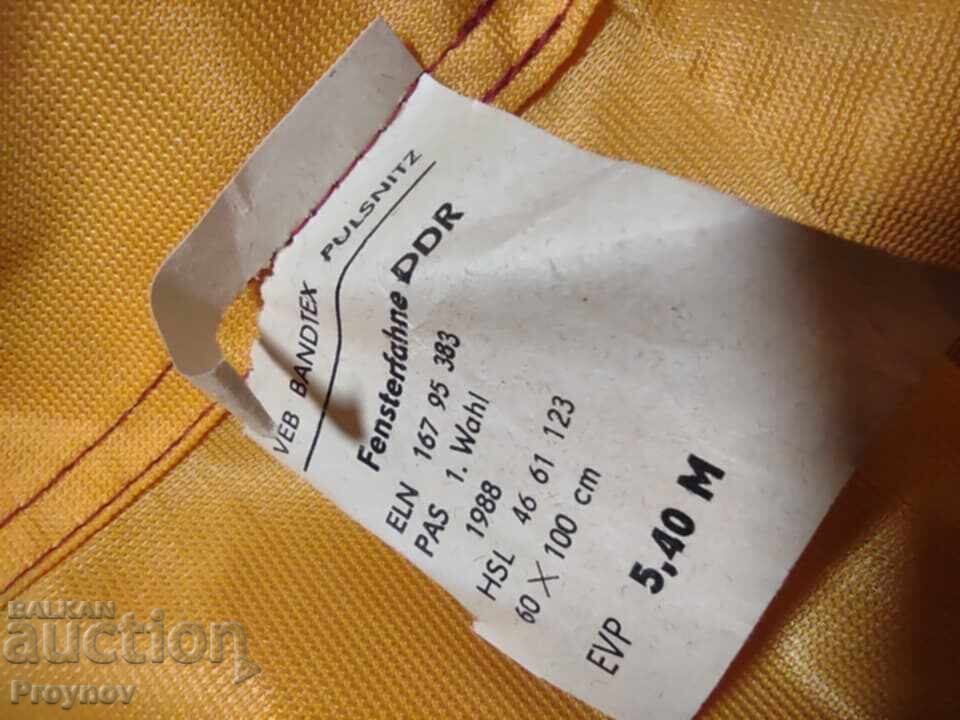 VEB BANDTEX PULSNITZ
Fensterfahne DDR
ELN 167 95 383
PAS 1. Wahl
1988
HSL 46 61 123
60 X 100 cm
EVP 5,40 M
BALKAN
auction
Proynov